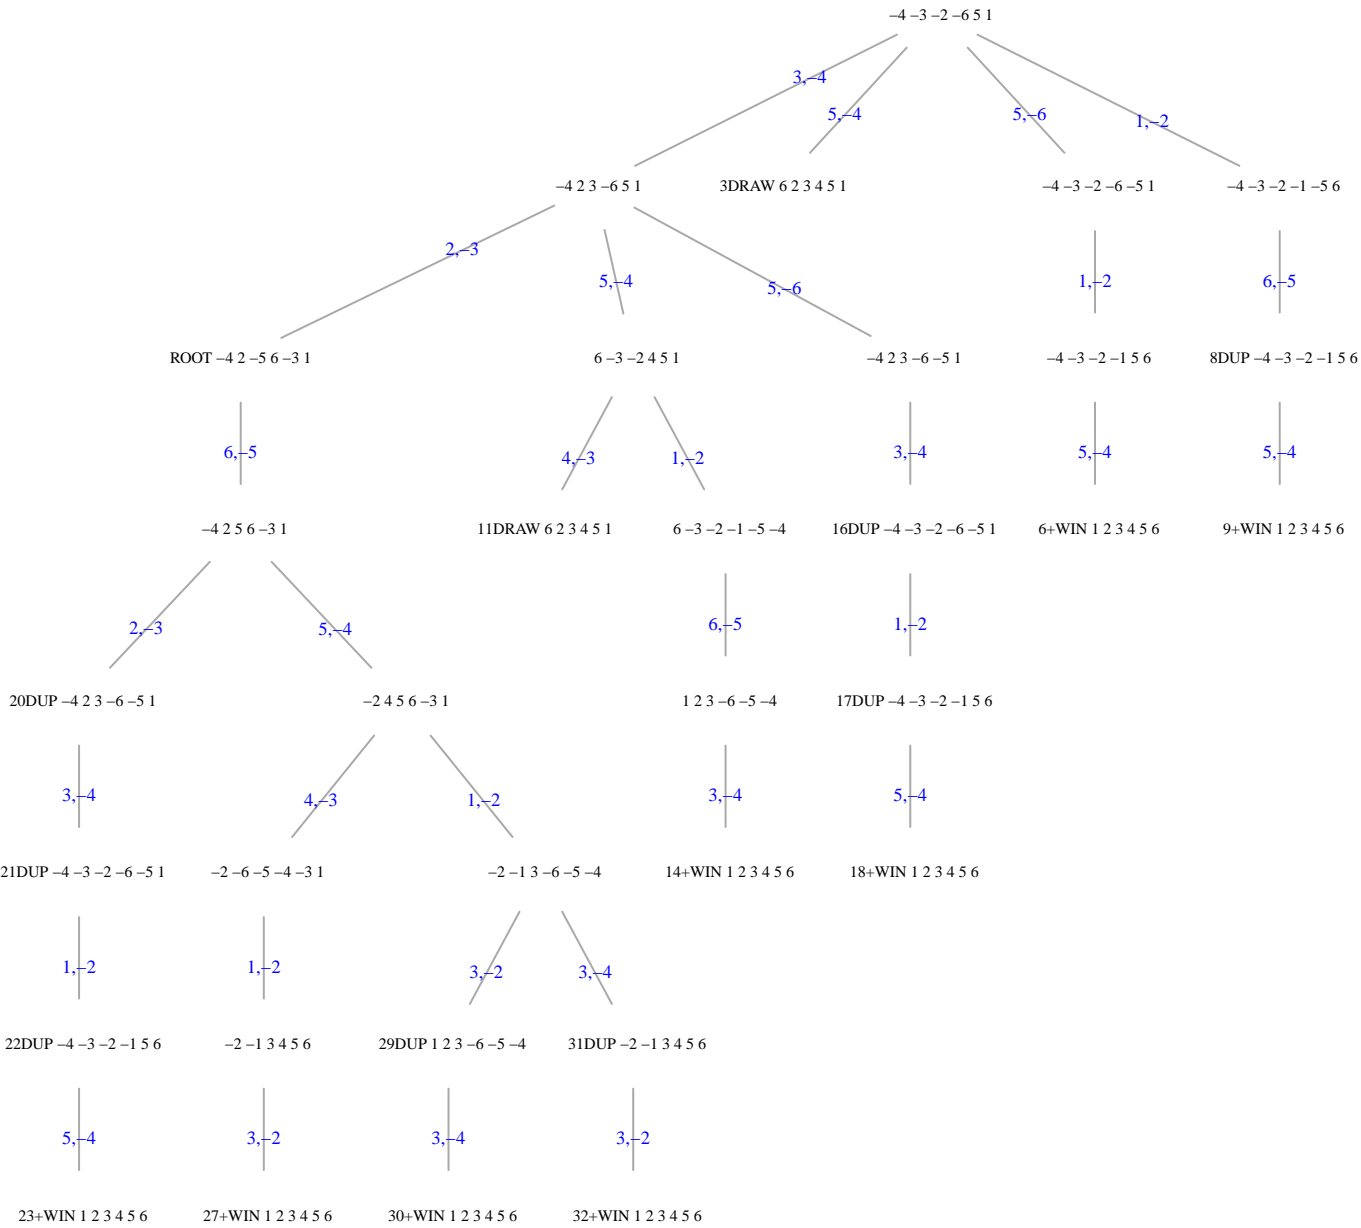 −4 −3 −2 −6 5 1
3,−4
5,−4
5,−6
1,−2
−4 2 3 −6 5 1
3DRAW 6 2 3 4 5 1
−4 −3 −2 −6 −5 1
−4 −3 −2 −1 −5 6
2,−3
5,−4
5,−6
1,−2
6,−5
ROOT −4 2 −5 6 −3 1
6 −3 −2 4 5 1
−4 2 3 −6 −5 1
−4 −3 −2 −1 5 6
8DUP −4 −3 −2 −1 5 6
6,−5
4,−3
1,−2
3,−4
5,−4
5,−4
−4 2 5 6 −3 1
11DRAW 6 2 3 4 5 1
6 −3 −2 −1 −5 −4
16DUP −4 −3 −2 −6 −5 1
6+WIN 1 2 3 4 5 6
9+WIN 1 2 3 4 5 6
2,−3
5,−4
6,−5
1,−2
20DUP −4 2 3 −6 −5 1
−2 4 5 6 −3 1
1 2 3 −6 −5 −4
17DUP −4 −3 −2 −1 5 6
3,−4
4,−3
1,−2
3,−4
5,−4
21DUP −4 −3 −2 −6 −5 1
−2 −6 −5 −4 −3 1
−2 −1 3 −6 −5 −4
14+WIN 1 2 3 4 5 6
18+WIN 1 2 3 4 5 6
1,−2
1,−2
3,−2
3,−4
22DUP −4 −3 −2 −1 5 6
−2 −1 3 4 5 6
29DUP 1 2 3 −6 −5 −4
31DUP −2 −1 3 4 5 6
5,−4
3,−2
3,−4
3,−2
23+WIN 1 2 3 4 5 6
27+WIN 1 2 3 4 5 6
30+WIN 1 2 3 4 5 6
32+WIN 1 2 3 4 5 6